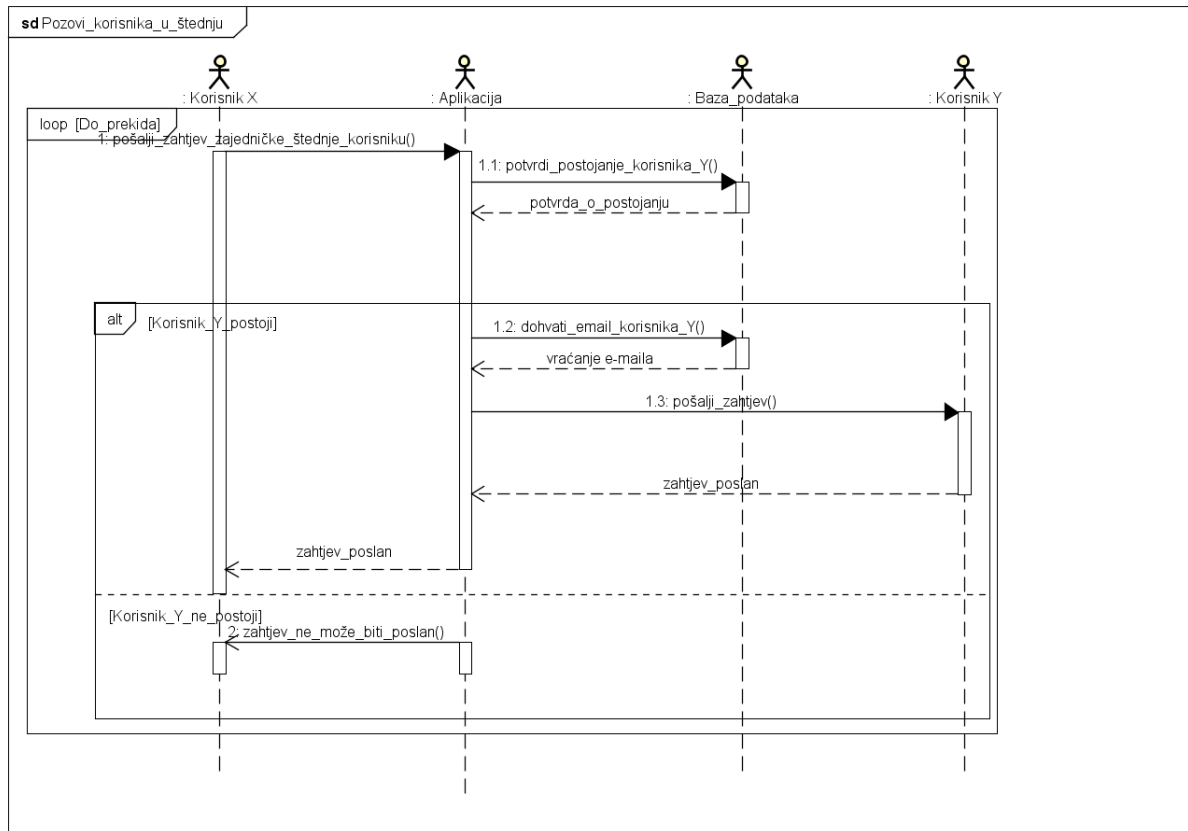 sd Pozovi_korisnika_u_štednju
: Korisnik X
: Aplikacija
: Baza_podataka
: Korisnik Y
loop [Do_prekida]
1: pošalji_zahtjev_zajedničke_štednje_korisniku()
1.1: potvrdi_postojanje_korisnika_Y()
potvrda_o_postojanju
alt [Korisnik_Y_postoji]
1.2: dohvati_email_korisnika_Y()
vraćanje e-maila
1.3: pošalji_zahtjev()
zahtjev_poslan
zahtjev_poslan
[Korisnik_Y_ne_postoji]
2: zahtjev_ne_može_biti_poslan()